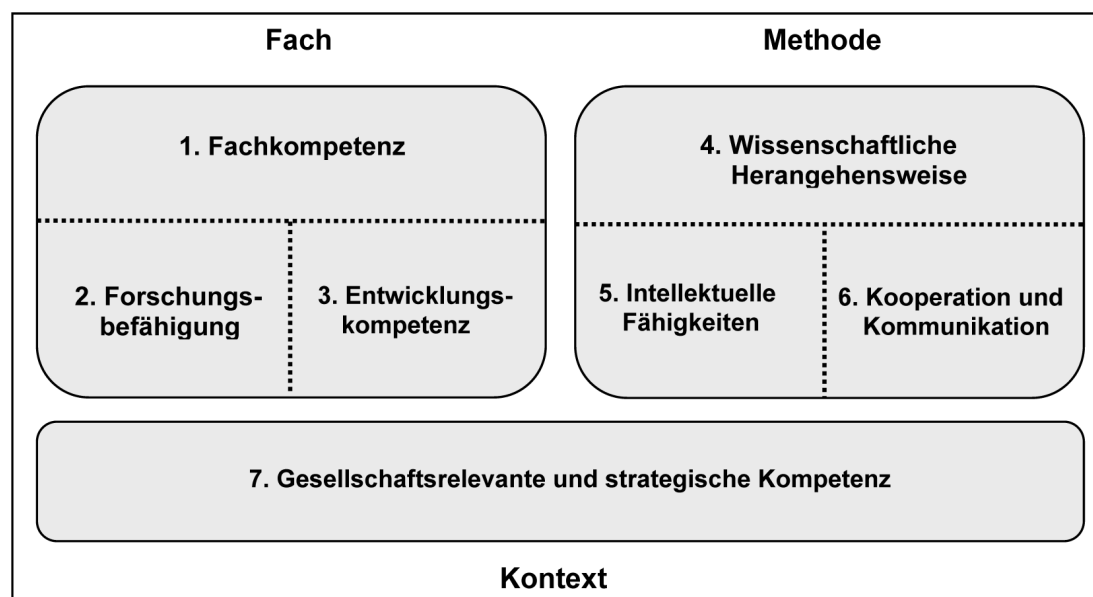 Fach
Methode
1. Fachkompetenz
4. Wissenschaftliche
Herangehensweise
2. Forschungs-
befähigung
3. Entwicklungs-
kompetenz
5. Intellektuelle
Fähigkeiten
6. Kooperation und
Kommunikation
7. Gesellschaftsrelevante und strategische Kompetenz
Kontext